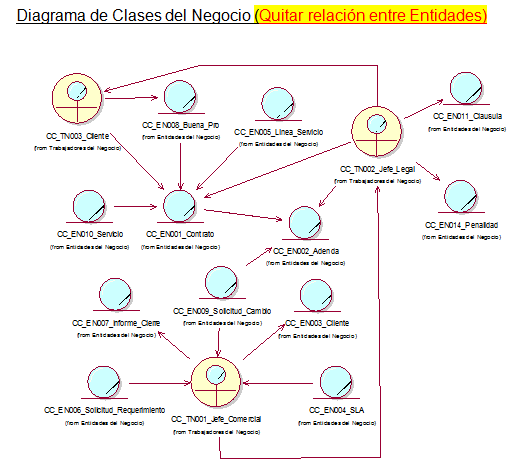 Diagrama de Clases del Negocio (Quitar relación entre Entidades)
CC_TN003_Cliente
(from Trabajadores del Negocio)
CC_EN008_Buena_Pro
(from Entidades del Negocio)
CC_EN005_Linea_Servicio
(from Entidades del Negocio)
CC_EN011_Clausula
(from Entidades del Negocio)
CC_TN002_Jefe_Legal
(from Trabajadores del Negocio)
CC_EN010_Servicio
(from Entidades del Negocio)
CC_EN001_Contrato
(from Entidades del Negocio)
CC_EN002_Adenda
(from Entidades del Negocio)
CC_EN014_Penalidad
(from Entidades del Negocio)
CC_EN009_Solicitud_Cambio
(from Entidades del Negocio)
CC_EN007_Informe_Cierre
(from Entidades del Negocio)
CC_EN003_Cliente
(from Entidades del Negocio)
CC_EN006_Solicitud_Requerimiento
(from Entidades del Negocio)
CC_TN001_Jefe_Comercial
(from Trabajadores del Negocio)
CC_EN004_SLA
(from Entidades del Negocio)